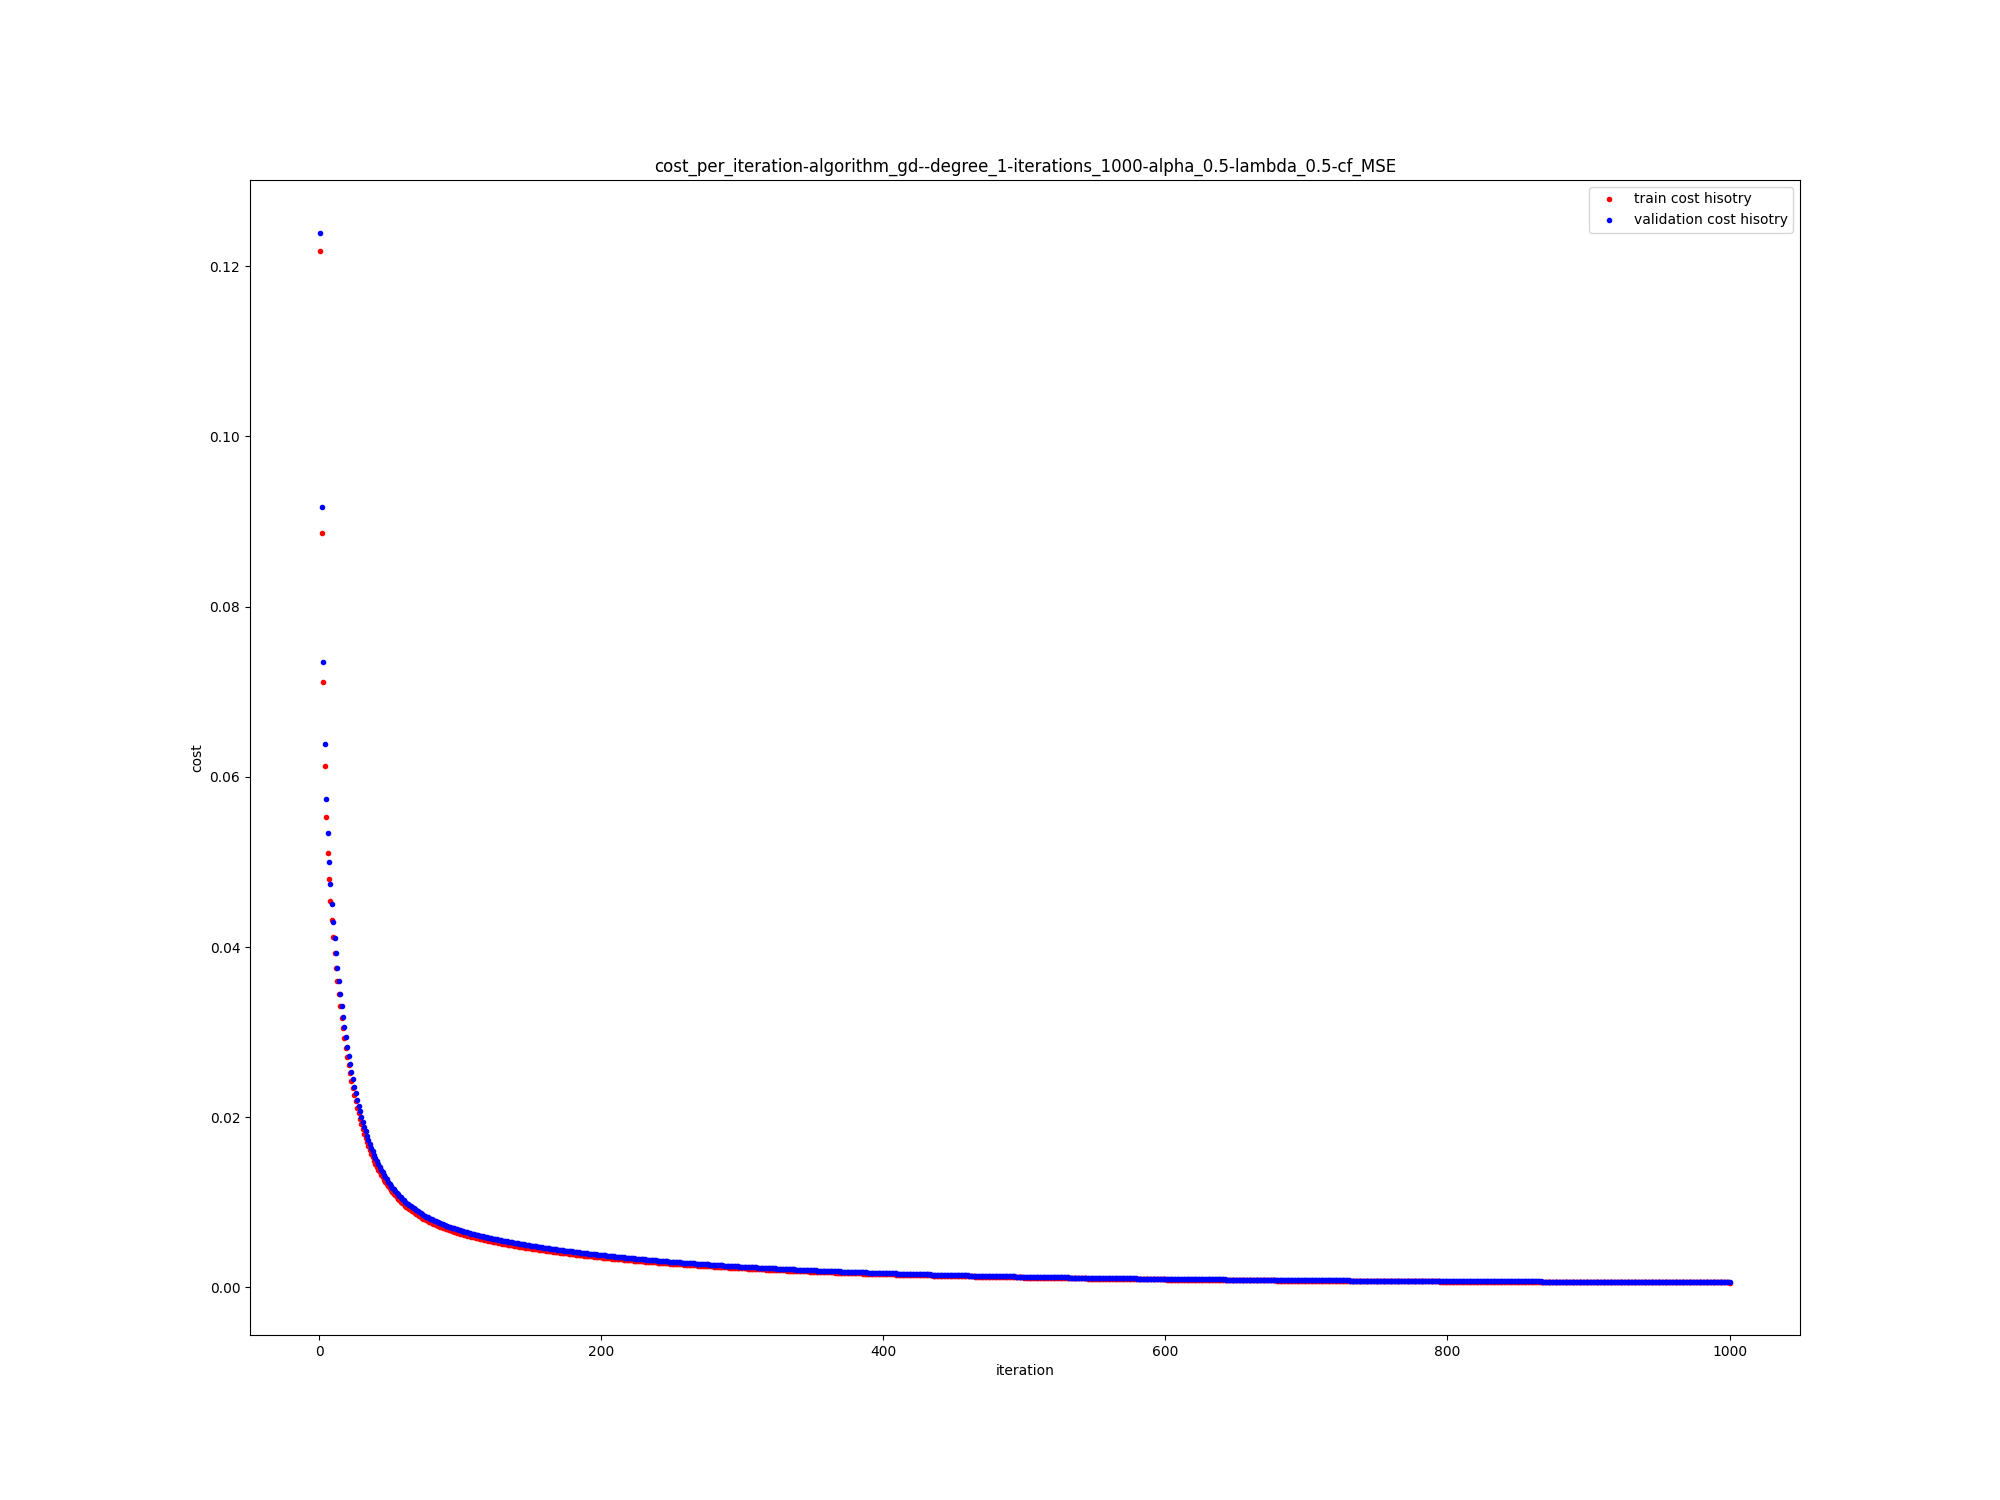 cost_per_iteration-algorithm_gd--degree_1-iterations_1000-alpha_0.5-lambda_0.5-cf_MSE
train cost hisotry
validation cost hisotry
0.12
0.10
0.08
0.06
0.04
0.02
0.00
cost
0 200 400 600 800 1000
iteration